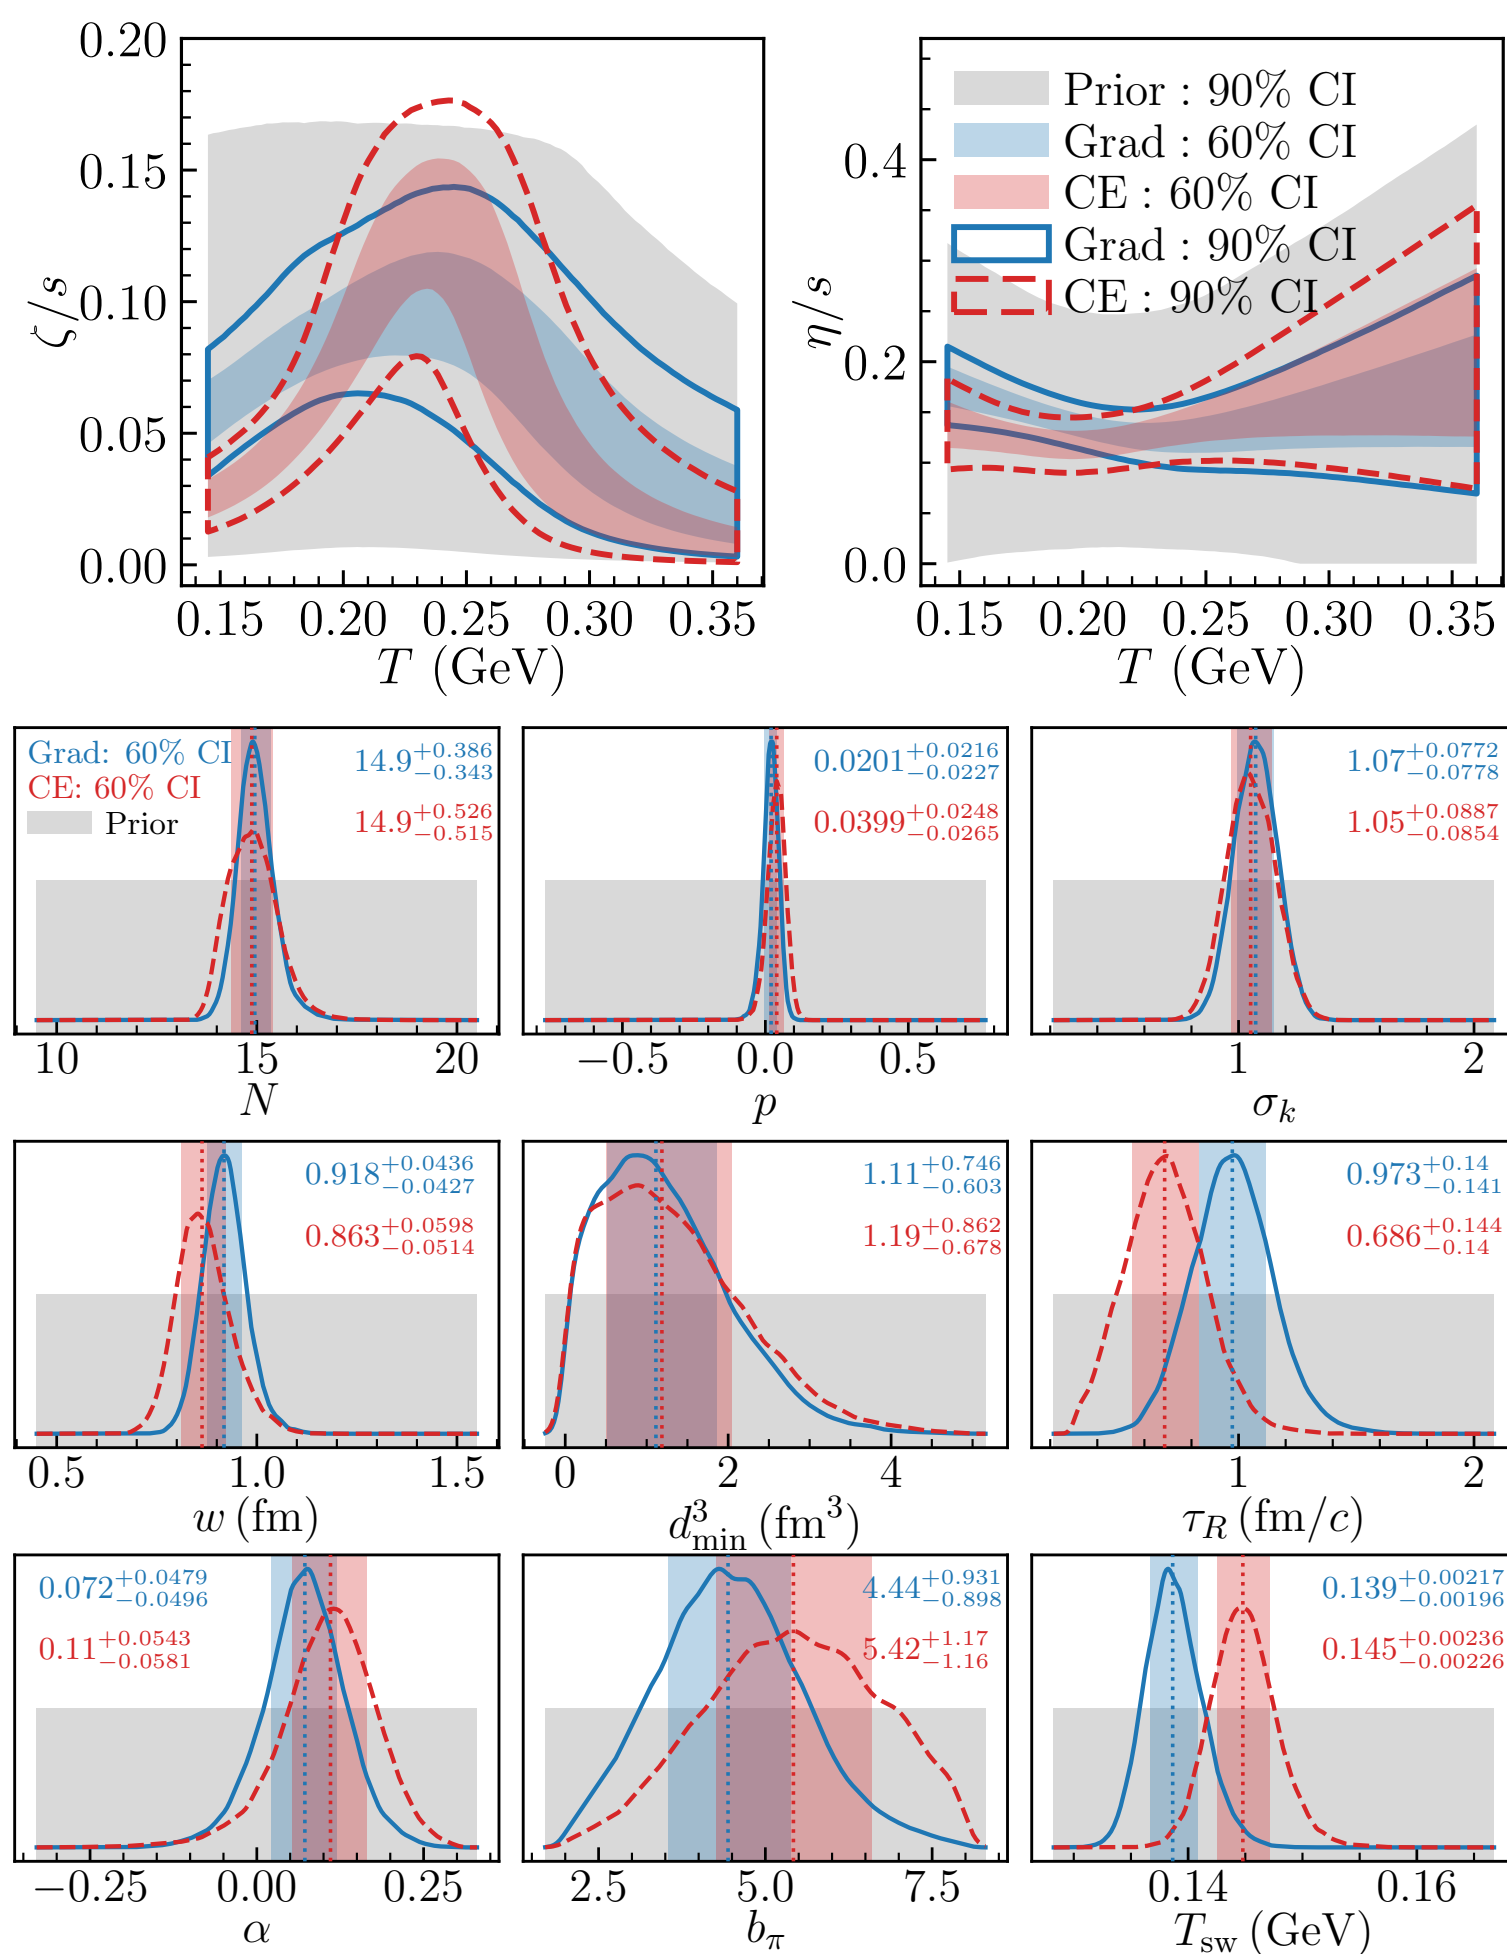 0.20
0.15
0.10
0.05
0.00
ζ/s
0.15 0.20 0.25 0.30 0.35
T (GeV)
0.4
0.2
0.0
η/s
Prior : 90% CI
Grad : 60% CI
CE : 60% CI
Grad : 90% CI
CE : 90% CI
0.15 0.20 0.25 0.30 0.35
T (GeV)
Grad: 60% CI
CE: 60% CI
Prior
14.9 +0.386 −0.343
14.9 +0.526 −0.515
10 15 20
N
0.0201 +0.0216 −0.0227
0.0399 +0.0248 −0.0265
−0.5 0.0 0.5
p
1.07 +0.0772 −0.0778
1.05 +0.0887 −0.0854
1 2
σ_k
0.918 +0.0436 −0.0427
0.863 +0.0598 −0.0514
0.5 1.0 1.5
w (fm)
1.11 +0.746 −0.603
1.19 +0.862 −0.678
0 2 4
d³_min (fm³)
0.973 +0.14 −0.141
0.686 +0.144 −0.14
1 2
τ_R (fm/c)
0.072 +0.0479 −0.0496
0.11 +0.0543 −0.0581
−0.25 0.00 0.25
α
4.44 +0.931 −0.898
5.42 +1.17 −1.16
2.5 5.0 7.5
b_π
0.139 +0.00217 −0.00196
0.145 +0.00236 −0.00226
0.14 0.16
T_sw (GeV)